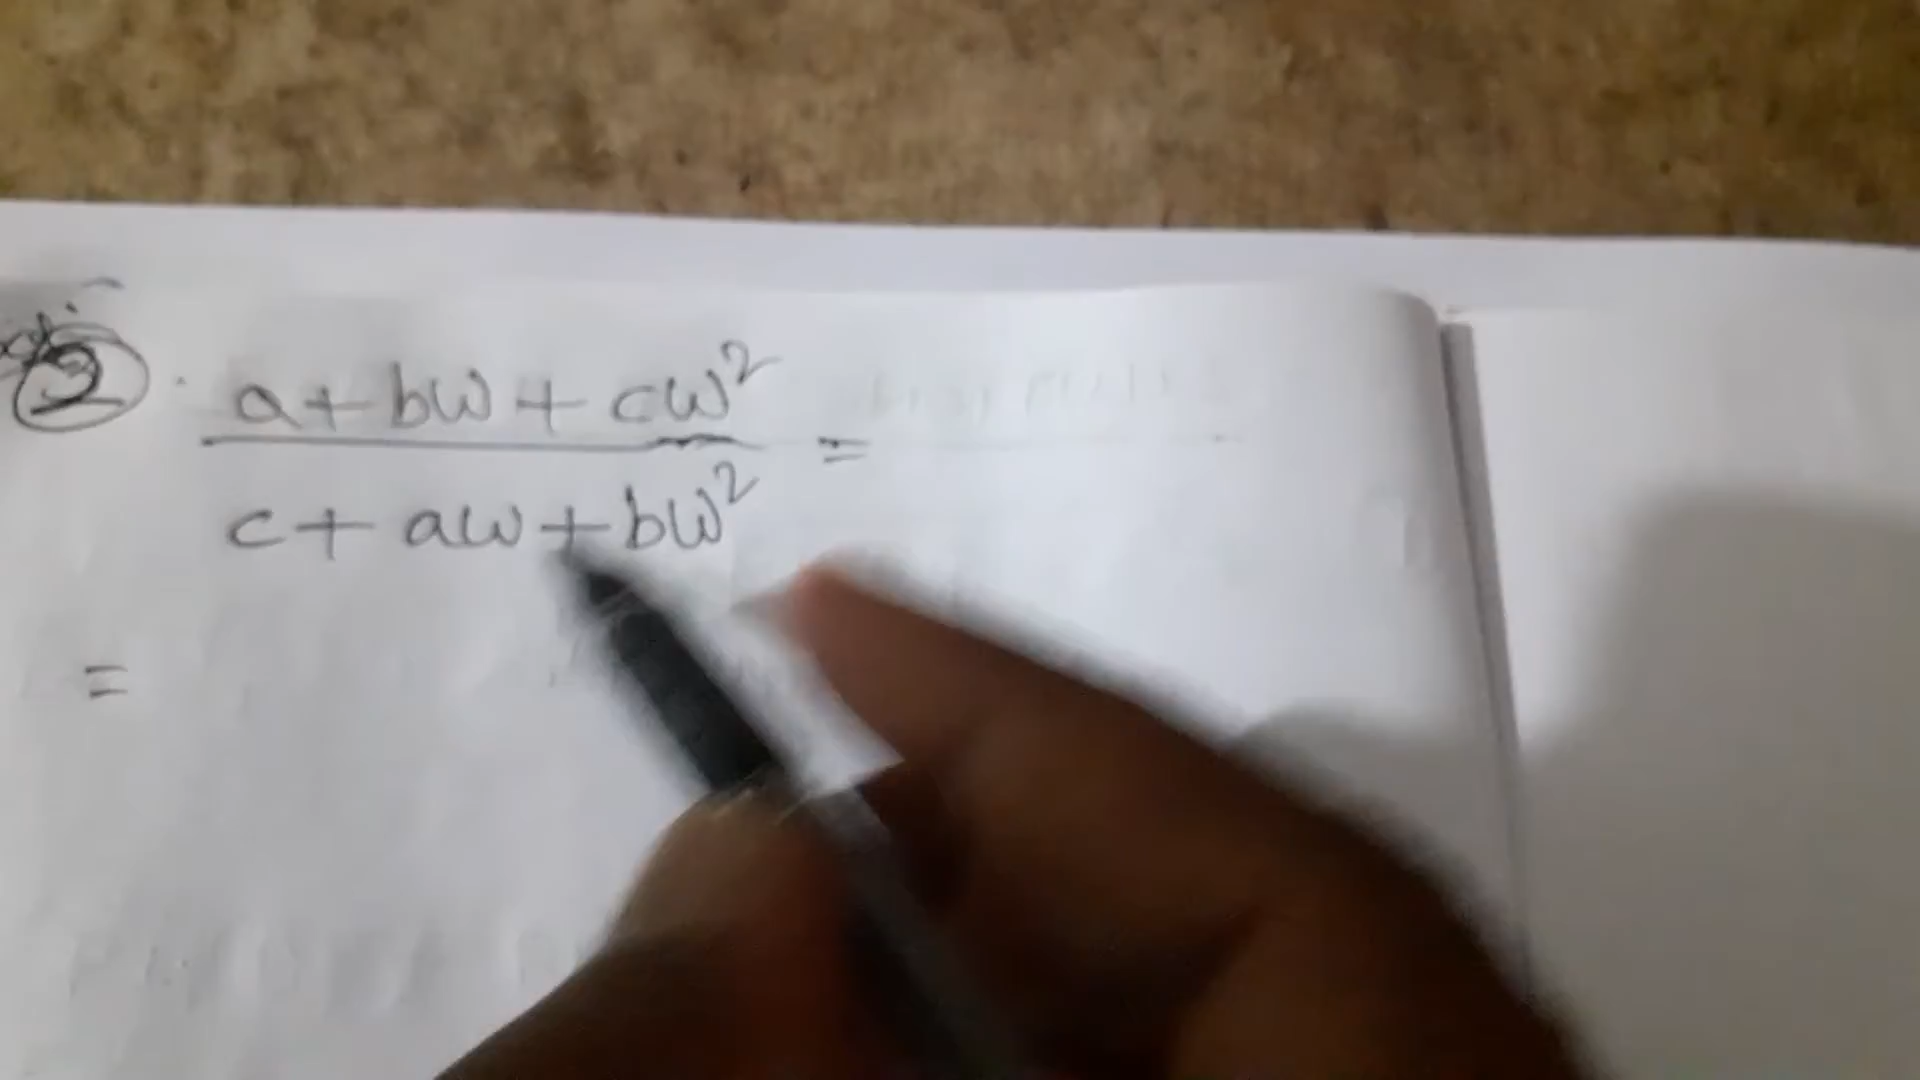 2. a+bω+cω² =
c+aω+bω²
=